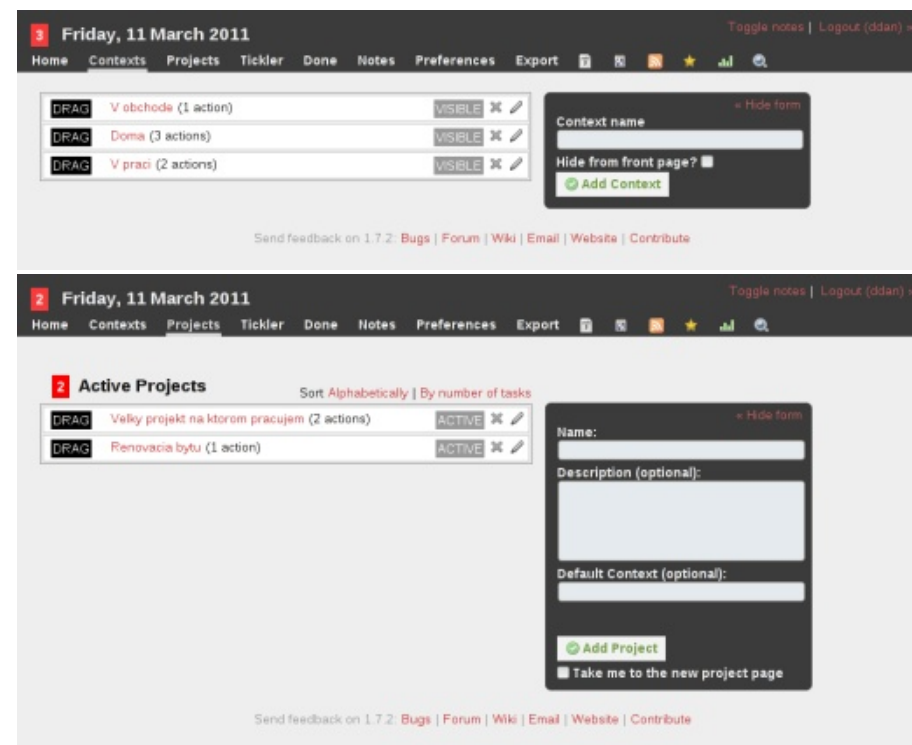 3 Friday, 11 March 2011
Toggle notes | Logout (ddan) »
Home Contexts Projects Tickler Done Notes Preferences Export
DRAG V obchode (1 action) VISIBLE
DRAG Doma (3 actions) VISIBLE
DRAG V praci (2 actions) VISIBLE
« Hide form
Context name
Hide from front page?
Add Context
Send feedback on 1.7.2: Bugs | Forum | Wiki | Email | Website | Contribute
2 Friday, 11 March 2011
Toggle notes | Logout (ddan) »
Home Contexts Projects Tickler Done Notes Preferences Export
2 Active Projects
Sort Alphabetically | By number of tasks
DRAG Velky projekt na ktorom pracujem (2 actions) ACTIVE
DRAG Renovacia bytu (1 action) ACTIVE
« Hide form
Name:
Description (optional):
Default Context (optional):
Add Project
Take me to the new project page
Send feedback on 1.7.2: Bugs | Forum | Wiki | Email | Website | Contribute